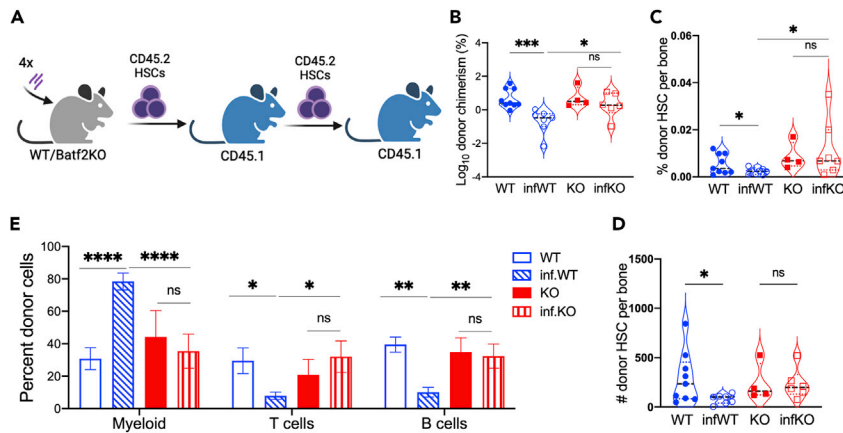 A
4x
CD45.2
HSCs
CD45.2
HSCs
WT/Batf2KO
CD45.1
CD45.1
B
Log10 donor chimerism (%)
4
2
0
-2
-4
***
*
ns
WT
infWT
KO
infKO
C
% donor HSC per bone
0.06
0.04
0.02
0.01
0.00
*
*
ns
WT
infWT
KO
infKO
E
Percent donor cells
100
80
60
40
20
0
****
****
ns
*
*
ns
**
**
ns
Myeloid
T cells
B cells
WT
inf.WT
KO
inf.KO
D
# donor HSC per bone
1500
1000
500
0
*
ns
WT
infWT
KO
infKO